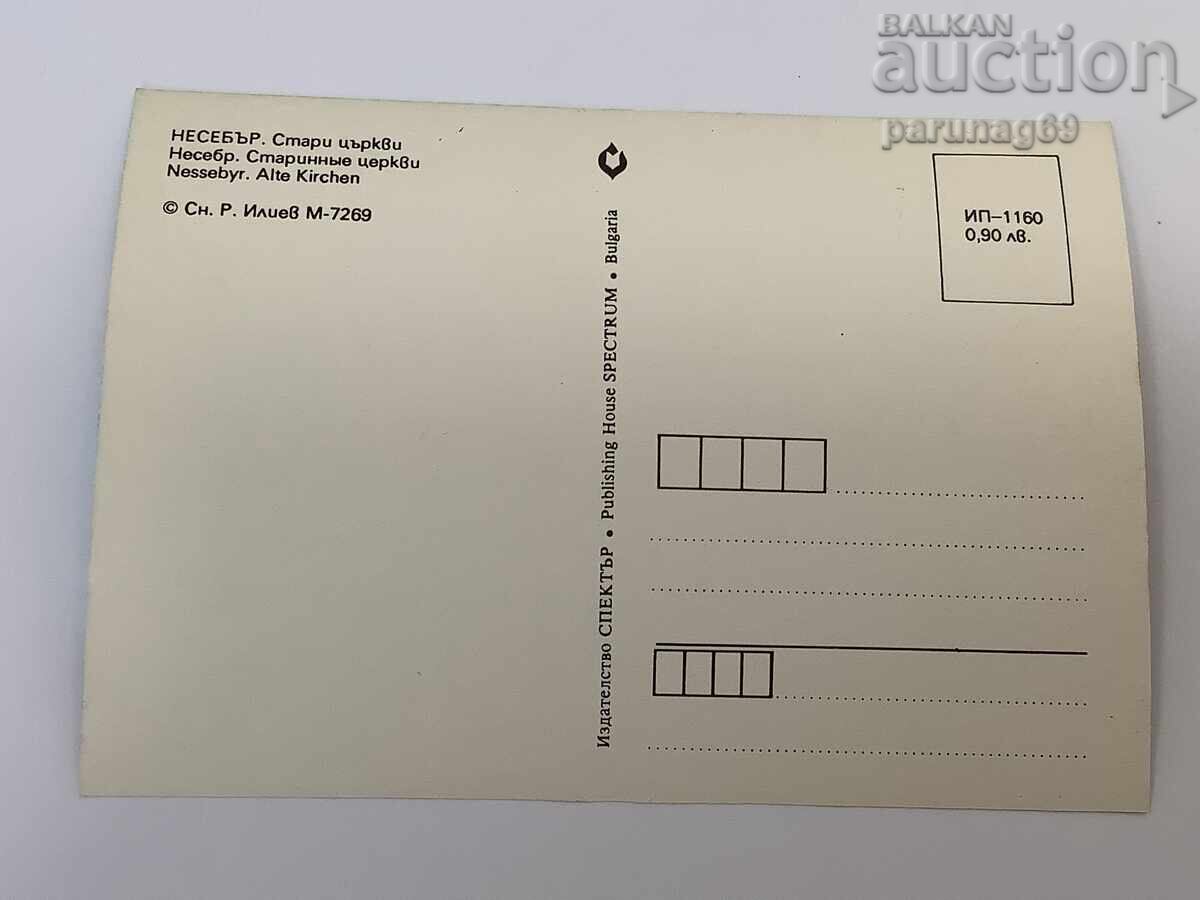 BALKAN
auction
parunag69
НЕСЕБЪР. Стари църкви
Несебр. Старинные церкви
Nessebyr. Alte Kirchen
© Сн. Р. Илиев М-7269
Издателство СПЕКТЪР • Publishing House SPECTRUM • Bulgaria
ИП-1160
0,90 лв.